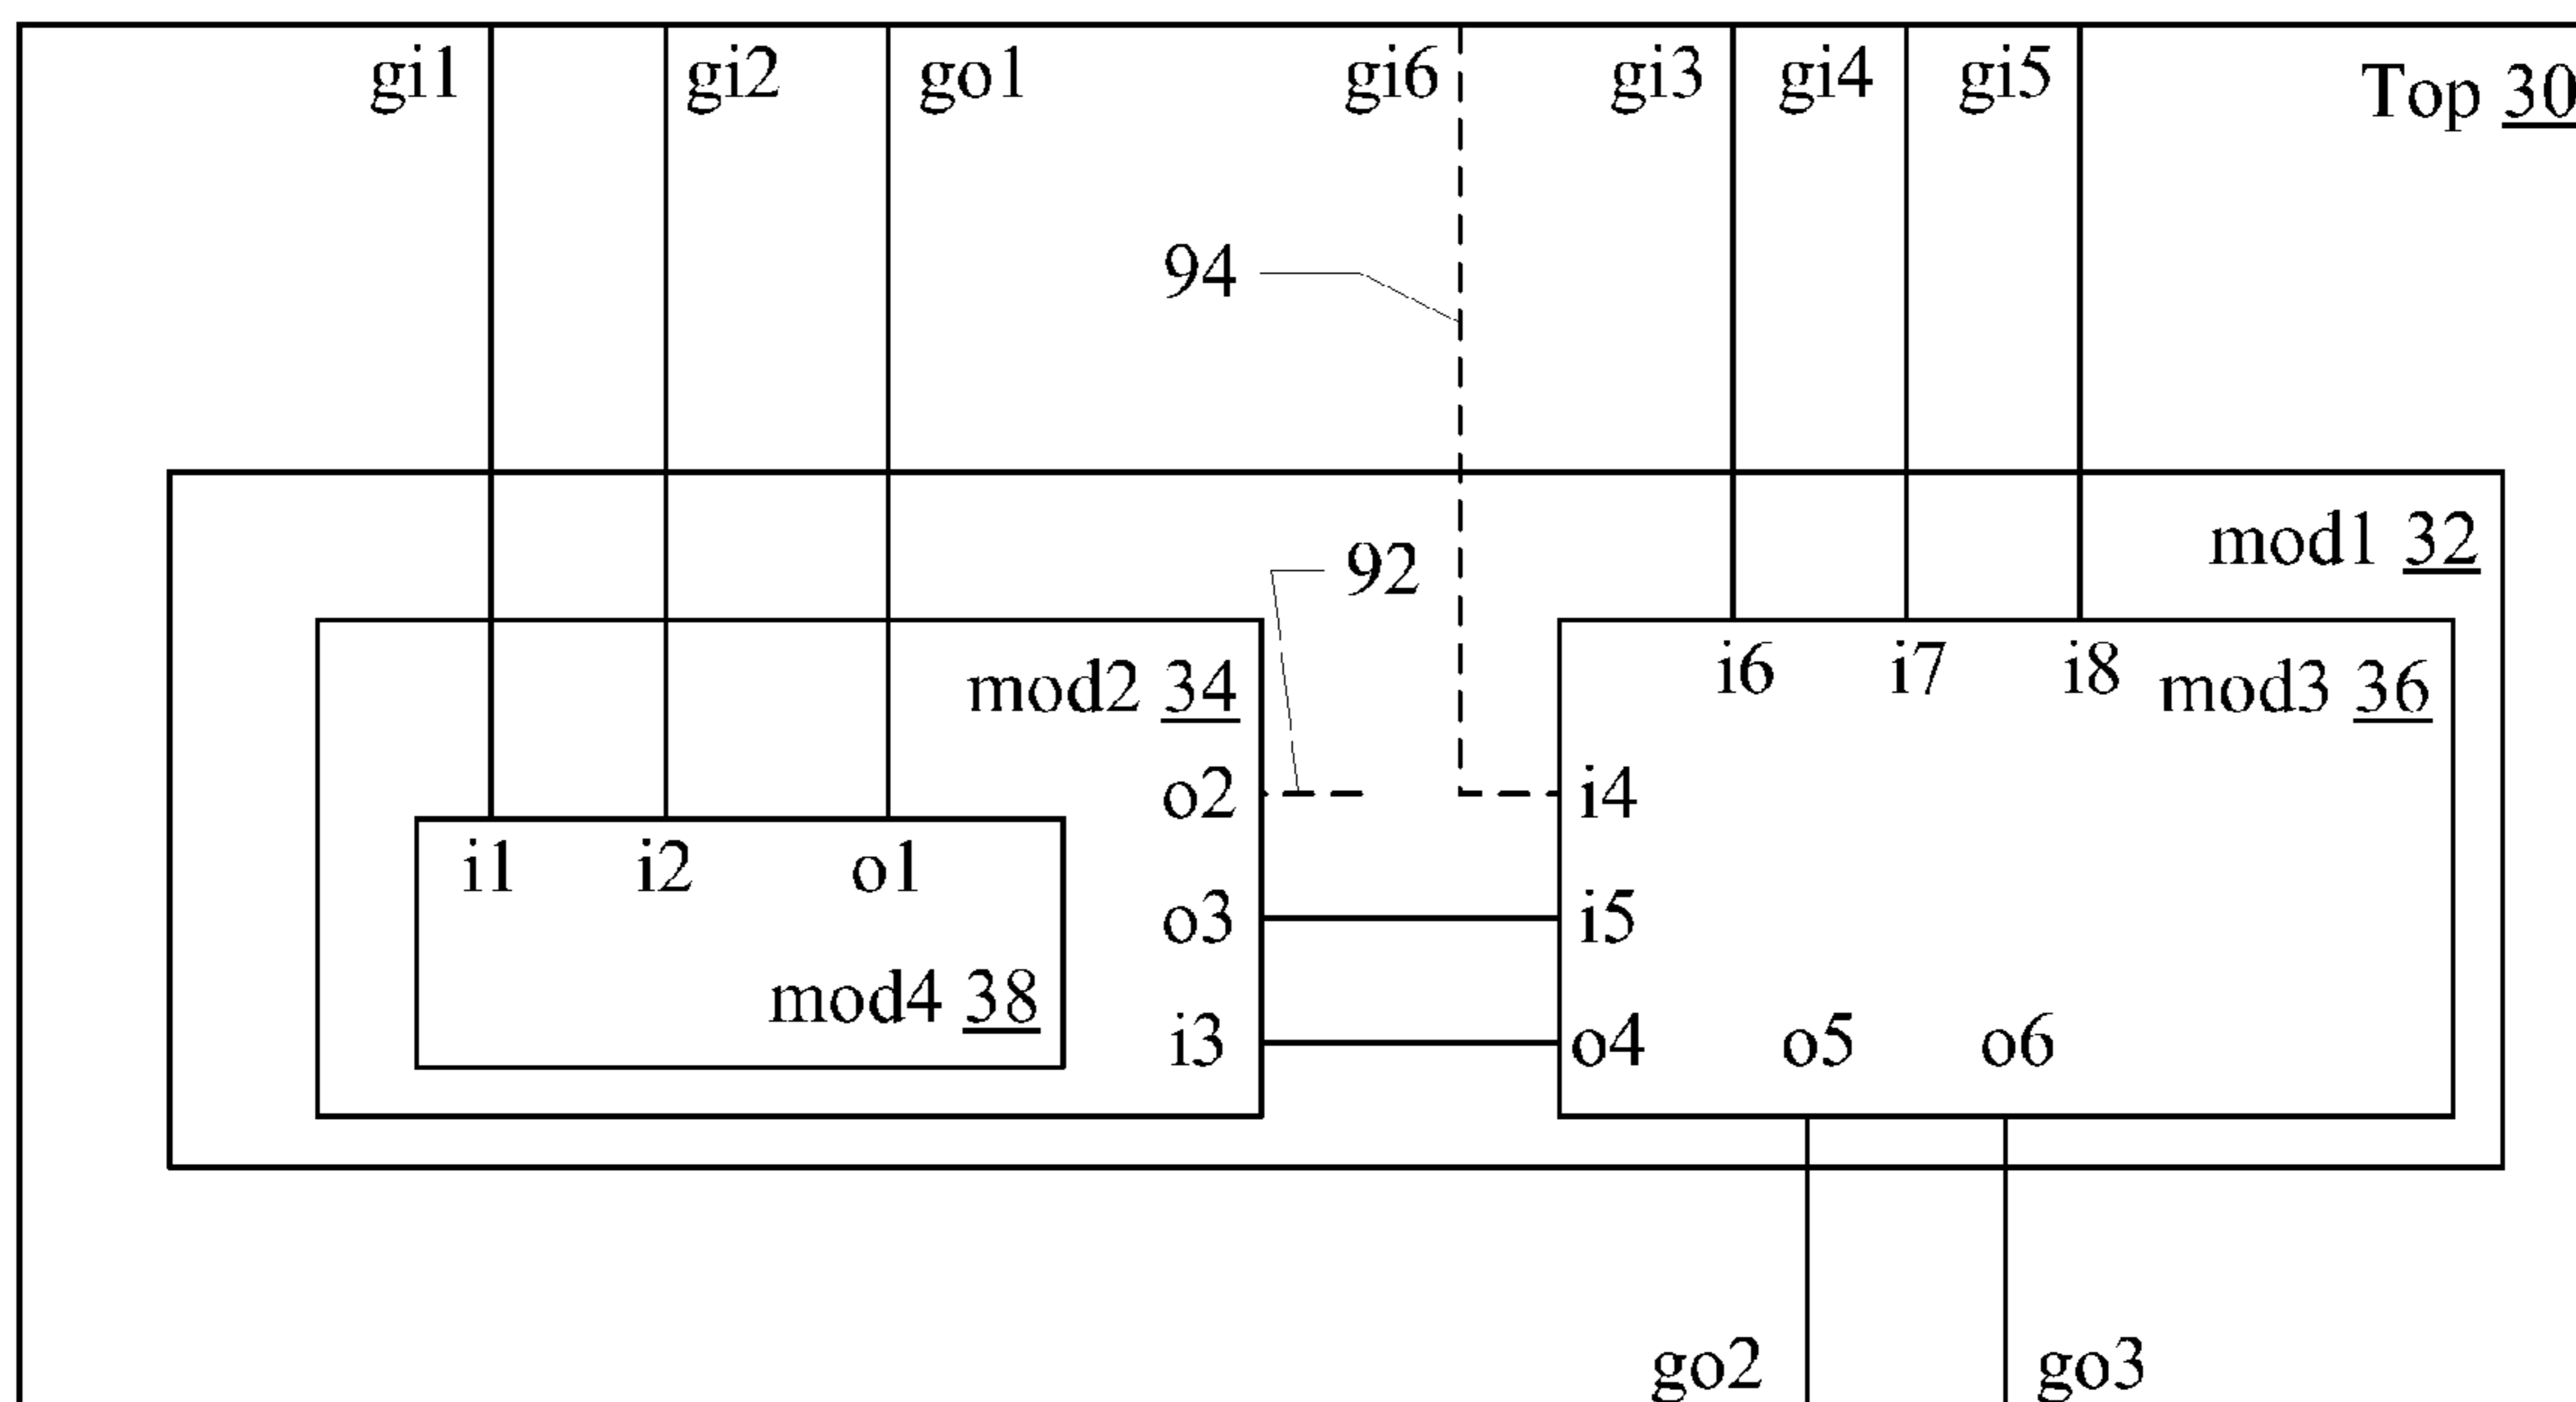 gi1 gi2 go1 gi6 gi3 gi4 gi5 Top 30
94
mod1 32
92
i6 i7 i8
mod2 34 mod3 36
o2 i4
i1 i2 o1
o3 i5
mod4 38
i3 o4 o5 o6
go2 go3